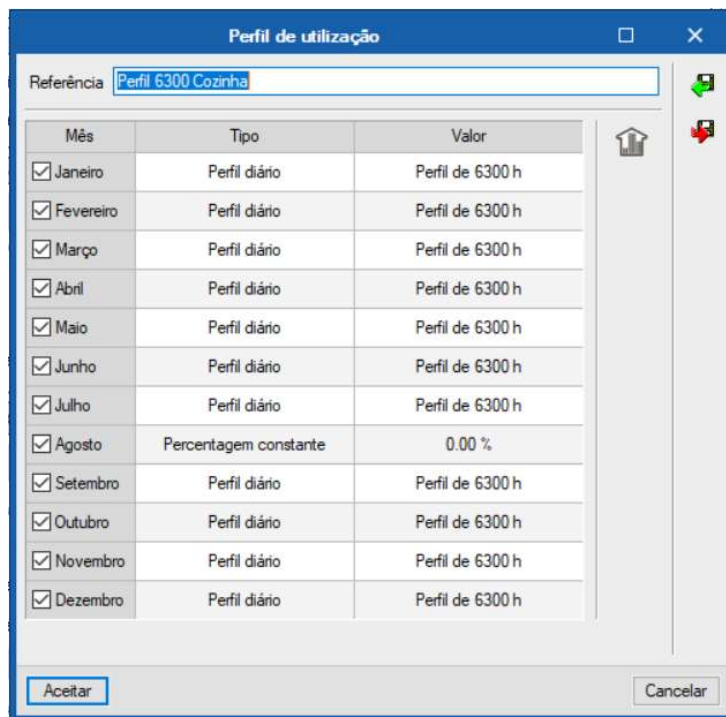 Perfil de utilização
Referência Perfil 6300 Cozinha
Mês Tipo Valor
Janeiro Perfil diário Perfil de 6300 h
Fevereiro Perfil diário Perfil de 6300 h
Março Perfil diário Perfil de 6300 h
Abril Perfil diário Perfil de 6300 h
Maio Perfil diário Perfil de 6300 h
Junho Perfil diário Perfil de 6300 h
Julho Perfil diário Perfil de 6300 h
Agosto Percentagem constante 0.00 %
Setembro Perfil diário Perfil de 6300 h
Outubro Perfil diário Perfil de 6300 h
Novembro Perfil diário Perfil de 6300 h
Dezembro Perfil diário Perfil de 6300 h
Aceitar Cancelar